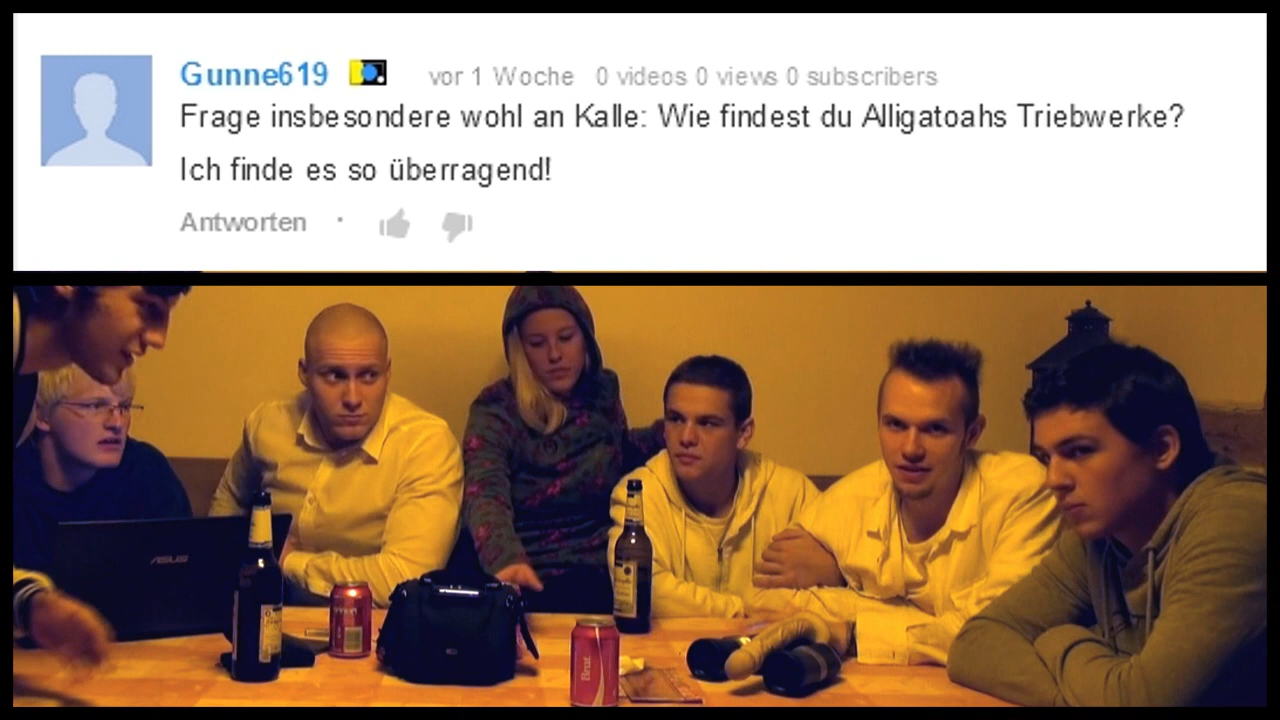 Gunne619 vor 1 Woche 0 videos 0 views 0 subscribers
Frage insbesondere wohl an Kalle: Wie findest du Alligatoahs Triebwerke?
Ich finde es so überragend!
Antworten ·
ASUS